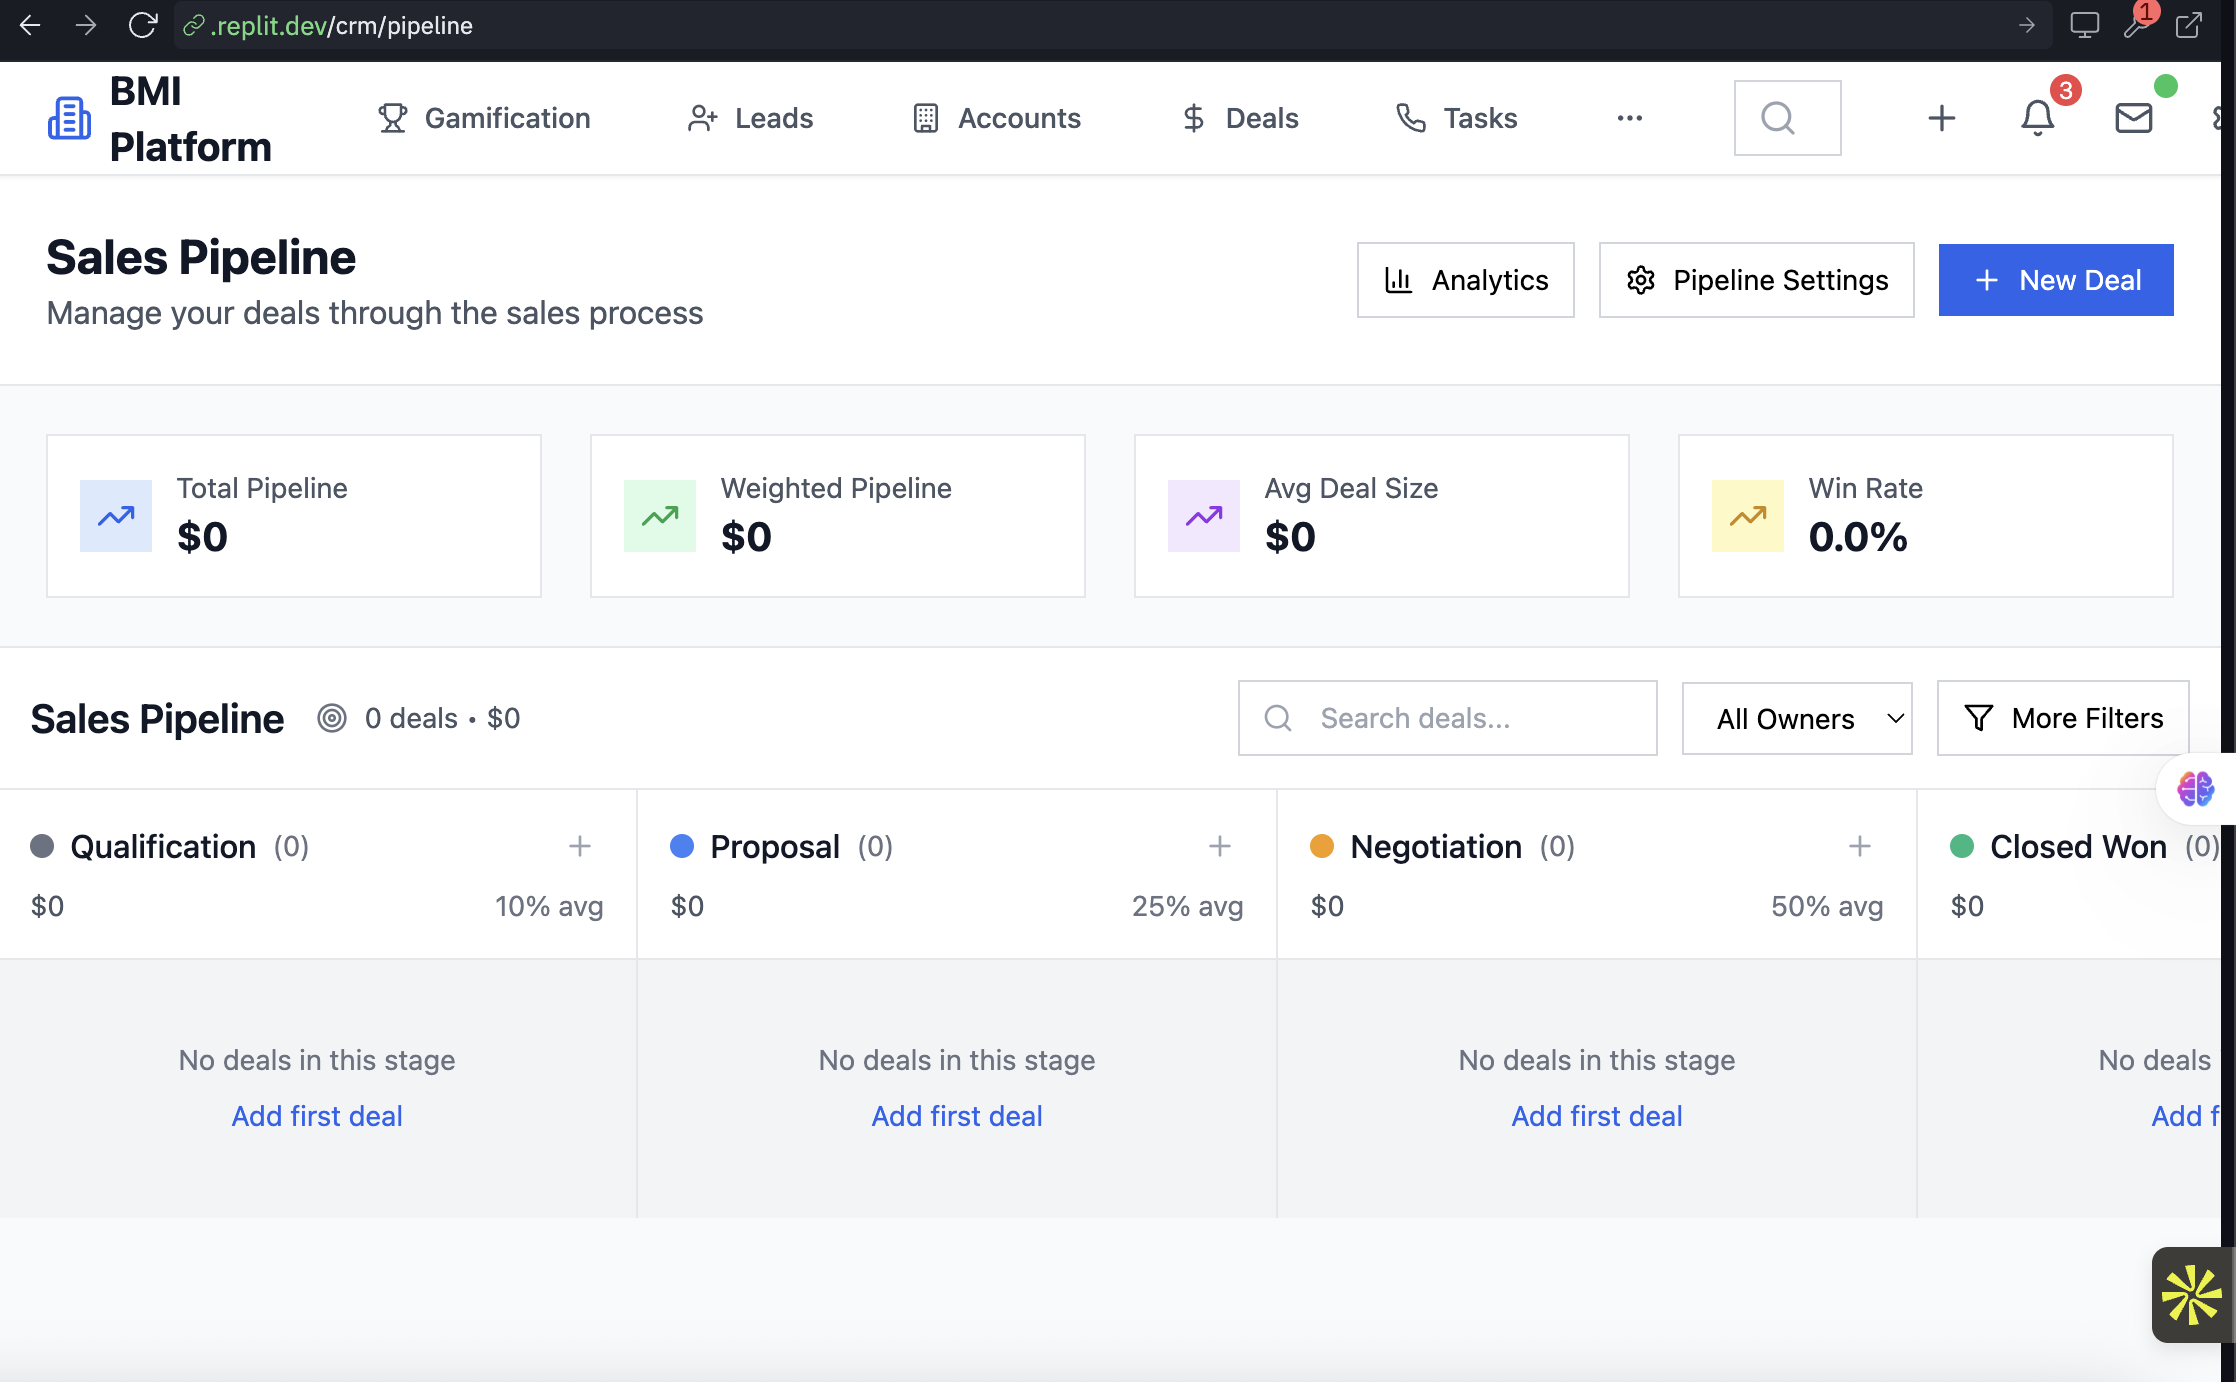 .replit.dev/crm/pipeline
1
BMI
Platform
Gamification
Leads
Accounts
Deals
Tasks
3
Sales Pipeline
Manage your deals through the sales process
Analytics
Pipeline Settings
New Deal
Total Pipeline
$0
Weighted Pipeline
$0
Avg Deal Size
$0
Win Rate
0.0%
Sales Pipeline
0 deals • $0
Search deals...
All Owners
More Filters
Qualification (0)
$0
10% avg
Proposal (0)
$0
25% avg
Negotiation (0)
$0
50% avg
Closed Won (0)
$0
No deals in this stage
Add first deal
No deals in this stage
Add first deal
No deals in this stage
Add first deal
No deals
Add f